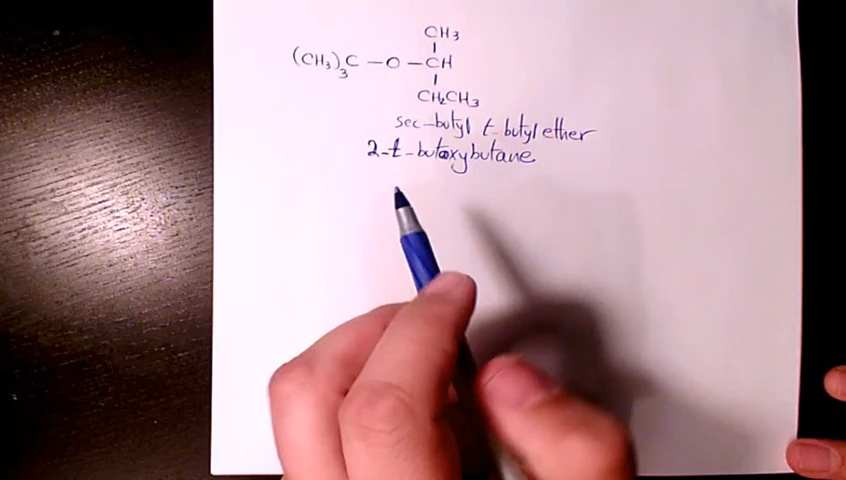 CH3
(CH3)3C-O-CH
CH2CH3
sec-butyl t-butyl ether
2-t-butoxybutane